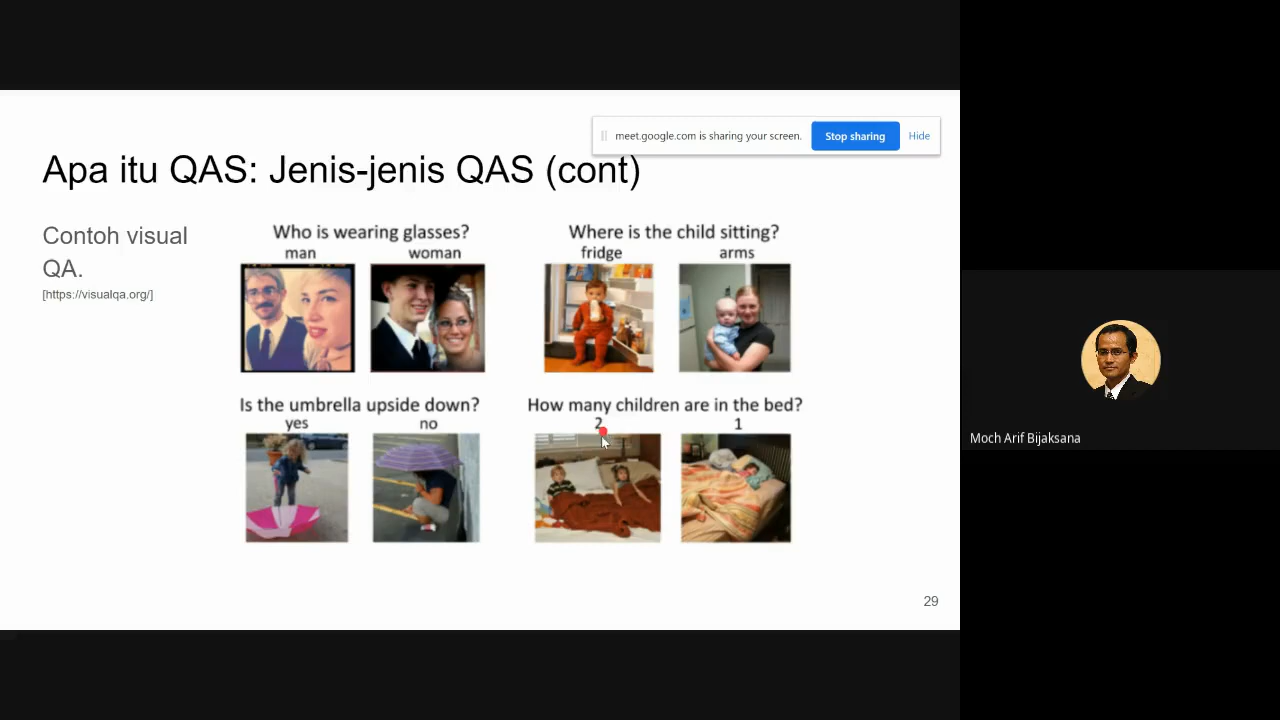 meet.google.com is sharing your screen. Stop sharing Hide
Apa itu QAS: Jenis-jenis QAS (cont)
Contoh visual
QA.
[https://visualqa.org/]
Who is wearing glasses?
man woman
Where is the child sitting?
fridge arms
Is the umbrella upside down?
yes no
How many children are in the bed?
2 1
29
Moch Arif Bijaksana